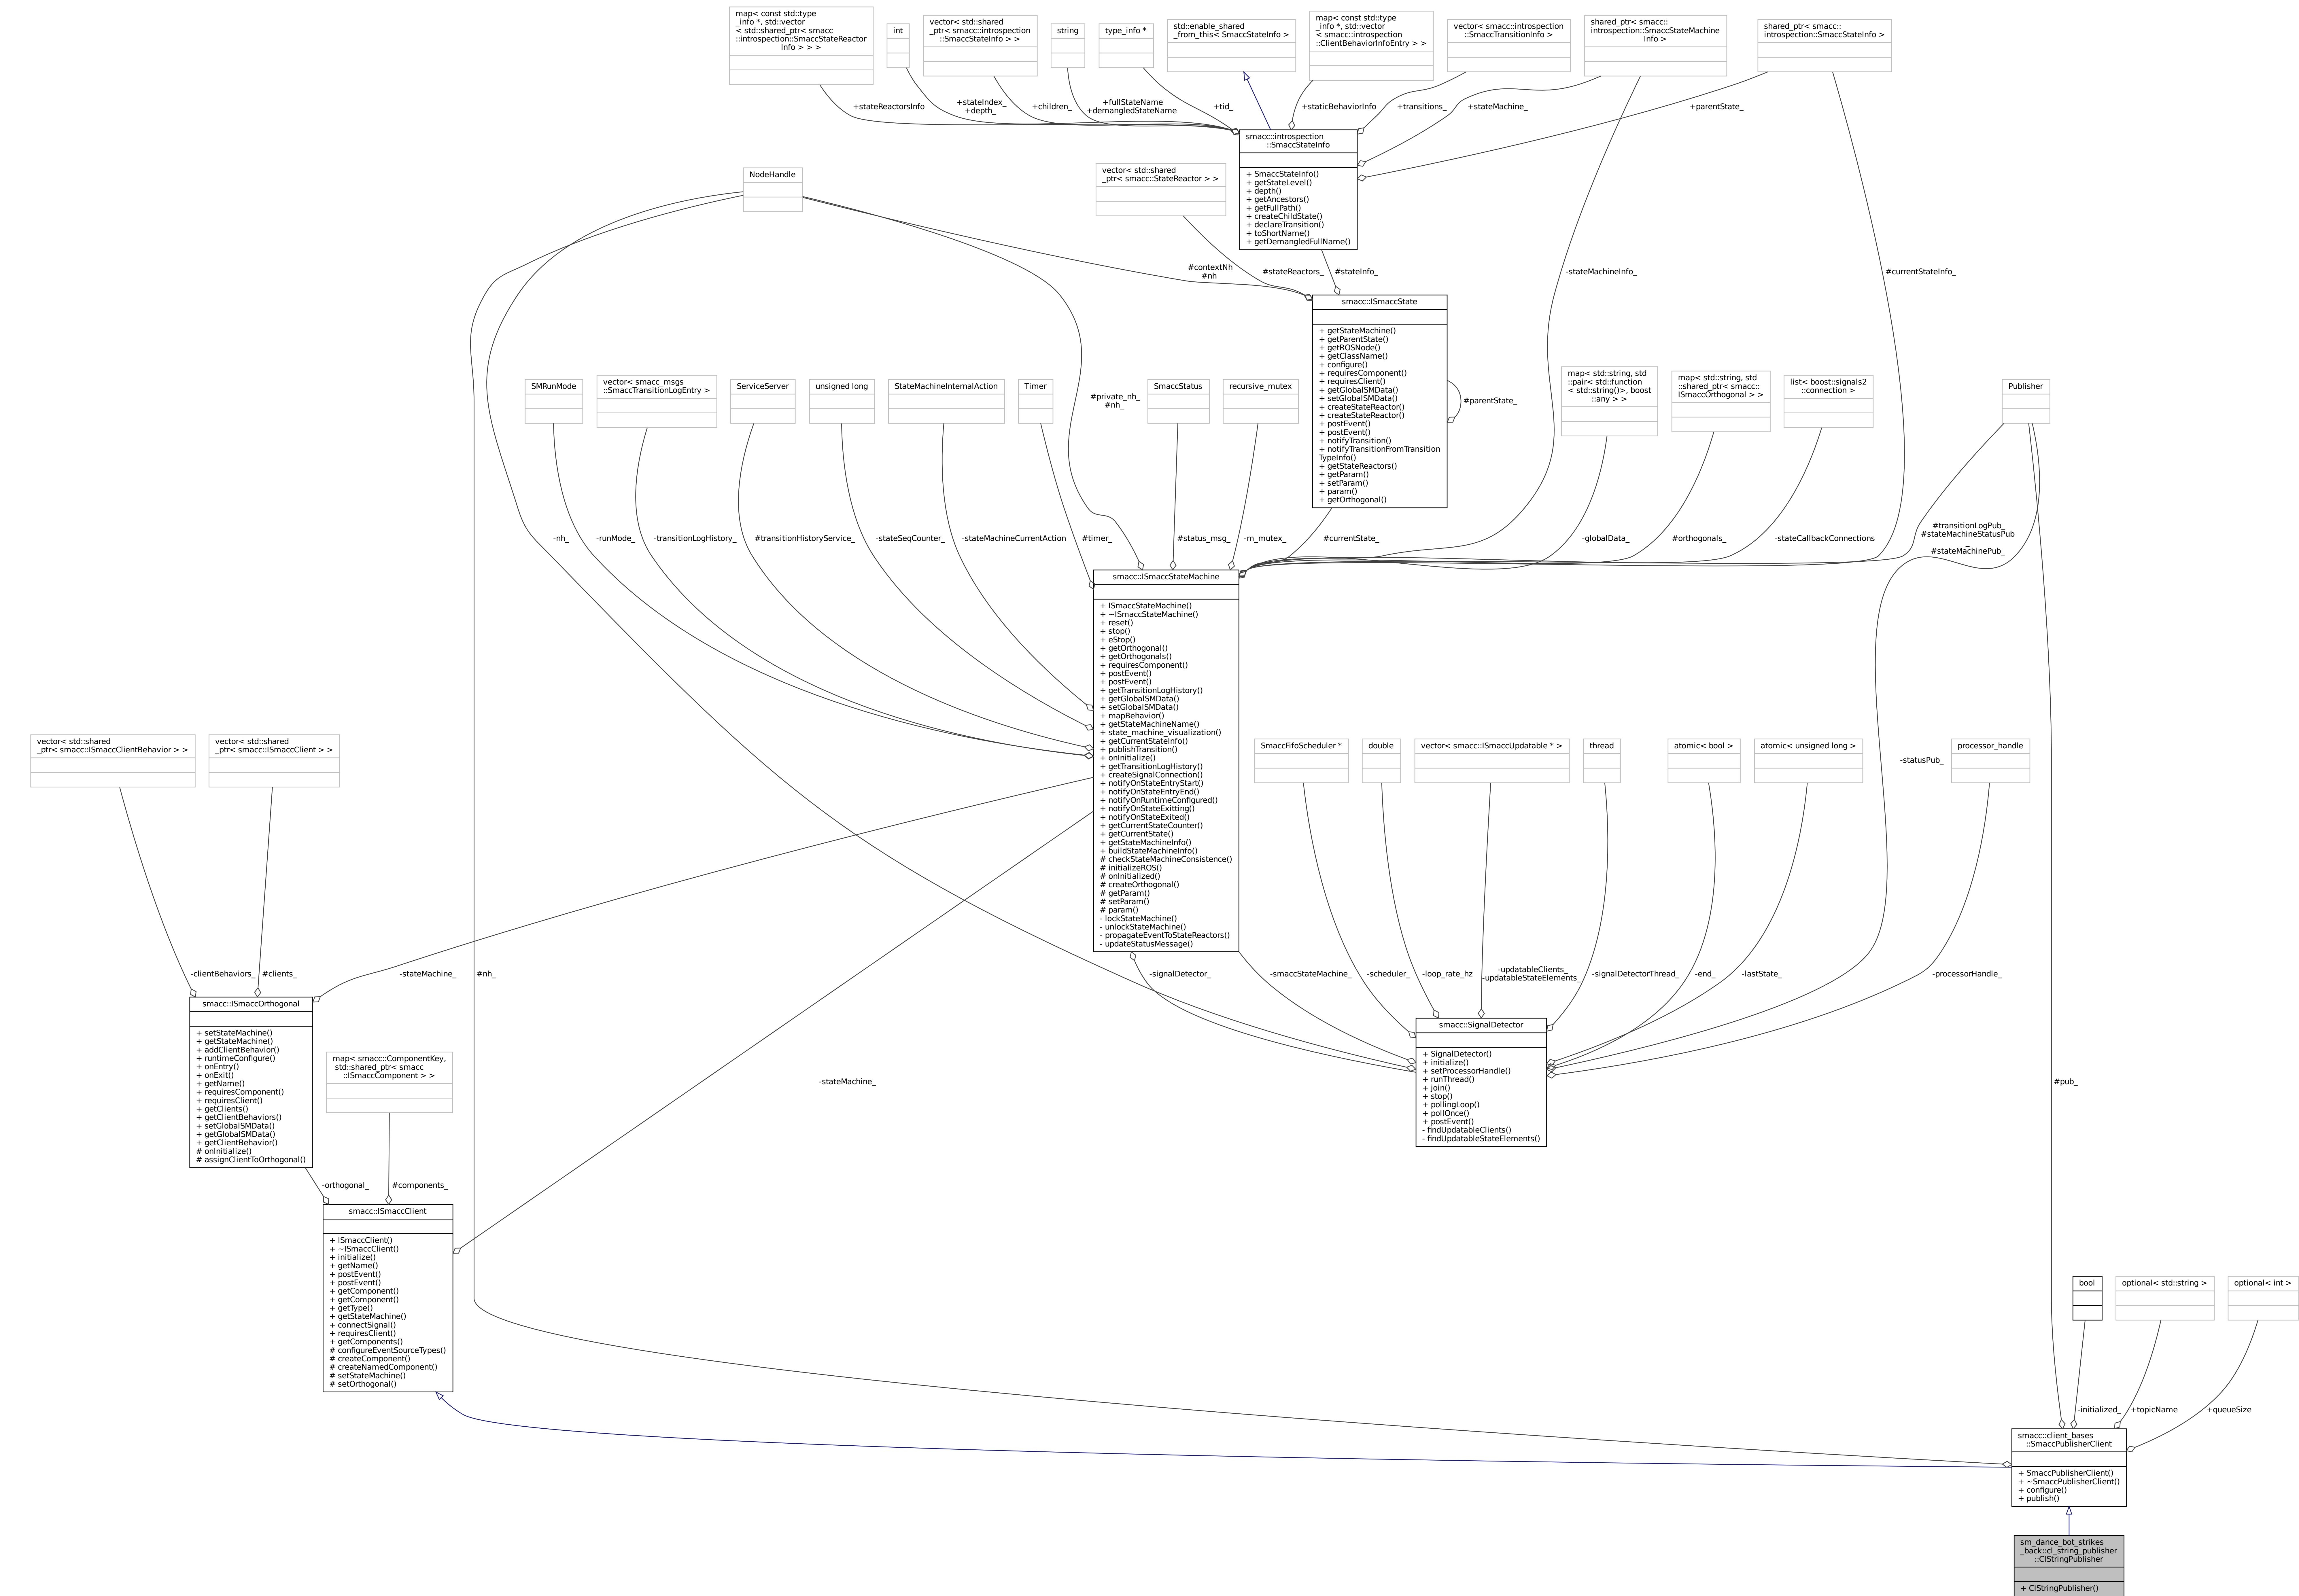 map< const std::type
_info *, std::vector
< std::shared_ptr< smacc
::introspection::SmaccStateReactor
Info > > >
int
vector< std::shared
_ptr< smacc::introspection
::SmaccStateInfo > >
string
type_info *
std::enable_shared
_from_this< SmaccStateInfo >
map< const std::type
_info *, std::vector
< smacc::introspection
::ClientBehaviorInfoEntry > >
vector< smacc::introspection
::SmaccTransitionInfo >
shared_ptr< smacc::
introspection::SmaccStateMachine
Info >
shared_ptr< smacc::
introspection::SmaccStateInfo >
+stateReactorsInfo
+stateIndex_
+depth_
+children_
+fullStateName
+demangledStateName
+tid_
+staticBehaviorInfo
+transitions_
+stateMachine_
+parentState_
smacc::introspection
::SmaccStateInfo
+ SmaccStateInfo()
+ getStateLevel()
+ depth()
+ getAncestors()
+ getFullPath()
+ createChildState()
+ declareTransition()
+ toShortName()
+ getDemangledFullName()
NodeHandle
vector< std::shared
_ptr< smacc::StateReactor > >
#contextNh
#nh
#stateReactors_
#stateInfo_
-stateMachineInfo_
#currentStateInfo_
smacc::ISmaccState
+ getStateMachine()
+ getParentState()
+ getROSNode()
+ getClassName()
+ configure()
+ requiresComponent()
+ requiresClient()
+ getGlobalSMData()
+ setGlobalSMData()
+ createStateReactor()
+ createStateReactor()
+ postEvent()
+ postEvent()
+ notifyTransition()
+ notifyTransitionFromTransition
TypeInfo()
+ getStateReactors()
+ getParam()
+ setParam()
+ param()
+ getOrthogonal()
#parentState_
SMRunMode
vector< smacc_msgs
::SmaccTransitionLogEntry >
ServiceServer
unsigned long
StateMachineInternalAction
Timer
#private_nh_
#nh_
SmaccStatus
recursive_mutex
map< std::string, std
::pair< std::function
< std::string()>, boost
::any > >
map< std::string, std
::shared_ptr< smacc::
ISmaccOrthogonal > >
list< boost::signals2
::connection >
Publisher
-nh_
-runMode_
-transitionLogHistory_
#transitionHistoryService_
-stateSeqCounter_
-stateMachineCurrentAction
#timer_
#status_msg_
-m_mutex_
#currentState_
-globalData_
#orthogonals_
-stateCallbackConnections
#transitionLogPub_
#stateMachineStatusPub
_
#stateMachinePub_
smacc::ISmaccStateMachine
+ ISmaccStateMachine()
+ ~ISmaccStateMachine()
+ reset()
+ stop()
+ eStop()
+ getOrthogonal()
+ getOrthogonals()
+ requiresComponent()
+ postEvent()
+ postEvent()
+ getTransitionLogHistory()
+ getGlobalSMData()
+ setGlobalSMData()
+ mapBehavior()
+ getStateMachineName()
+ state_machine_visualization()
+ getCurrentStateInfo()
+ publishTransition()
+ onInitialize()
+ getTransitionLogHistory()
+ createSignalConnection()
+ notifyOnStateEntryStart()
+ notifyOnStateEntryEnd()
+ notifyOnRuntimeConfigured()
+ notifyOnStateExitting()
+ notifyOnStateExited()
+ getCurrentStateCounter()
+ getCurrentState()
+ getStateMachineInfo()
+ buildStateMachineInfo()
# checkStateMachineConsistence()
# initializeROS()
# onInitialized()
# createOrthogonal()
# getParam()
# setParam()
# param()
- lockStateMachine()
- unlockStateMachine()
- propagateEventToStateReactors()
- updateStatusMessage()
vector< std::shared
_ptr< smacc::ISmaccClientBehavior > >
vector< std::shared
_ptr< smacc::ISmaccClient > >
SmaccFifoScheduler *
double
vector< smacc::ISmaccUpdatable * >
thread
atomic< bool >
atomic< unsigned long >
processor_handle
-statusPub_
-clientBehaviors_
#clients_
-stateMachine_
#nh_
-signalDetector_
-smaccStateMachine_
-scheduler_
-loop_rate_hz
-updatableClients_
-updatableStateElements_
-signalDetectorThread_
-end_
-lastState_
-processorHandle_
smacc::ISmaccOrthogonal
+ setStateMachine()
+ getStateMachine()
+ addClientBehavior()
+ runtimeConfigure()
+ onEntry()
+ onExit()
+ getName()
+ requiresComponent()
+ requiresClient()
+ getClients()
+ getClientBehaviors()
+ setGlobalSMData()
+ getGlobalSMData()
+ getClientBehavior()
# onInitialize()
# assignClientToOrthogonal()
map< smacc::ComponentKey,
std::shared_ptr< smacc
::ISmaccComponent > >
-stateMachine_
smacc::SignalDetector
+ SignalDetector()
+ initialize()
+ setProcessorHandle()
+ runThread()
+ join()
+ stop()
+ pollingLoop()
+ pollOnce()
+ postEvent()
- findUpdatableClients()
- findUpdatableStateElements()
#pub_
-orthogonal_
#components_
smacc::ISmaccClient
+ ISmaccClient()
+ ~ISmaccClient()
+ initialize()
+ getName()
+ postEvent()
+ postEvent()
+ getComponent()
+ getComponent()
+ getType()
+ getStateMachine()
+ connectSignal()
+ requiresClient()
+ getComponents()
# configureEventSourceTypes()
# createComponent()
# createNamedComponent()
# setStateMachine()
# setOrthogonal()
bool
optional< std::string >
optional< int >
-initialized_
+topicName
+queueSize
smacc::client_bases
::SmaccPublisherClient
+ SmaccPublisherClient()
+ ~SmaccPublisherClient()
+ configure()
+ publish()
sm_dance_bot_strikes
_back::cl_string_publisher
::ClStringPublisher
+ ClStringPublisher()